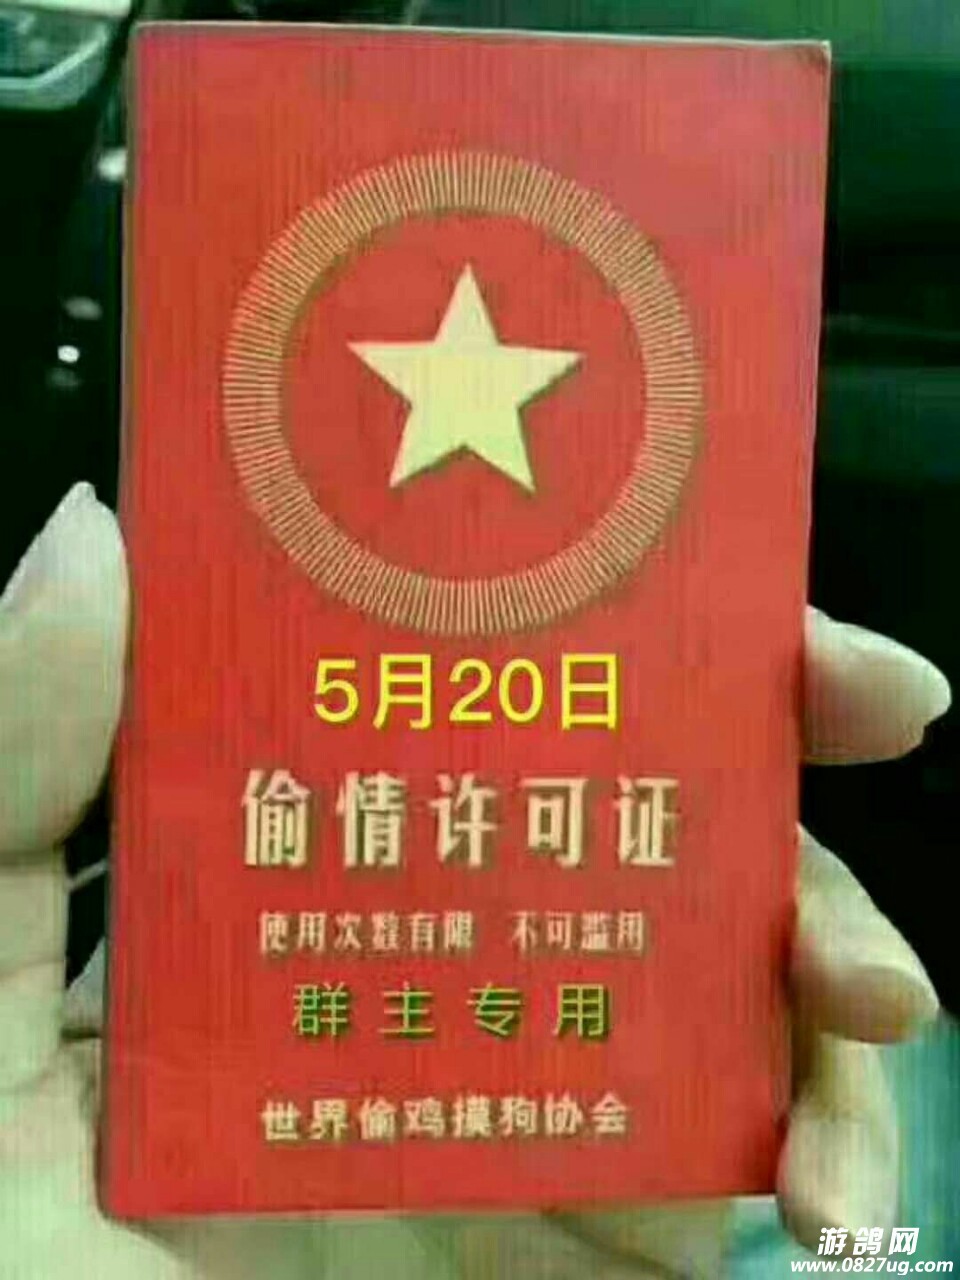 5月20日
偷情许可证
使用次数有限 不可滥用
群主专用
世界偷鸡摸狗协会
游鸽网
www.0827ug.com